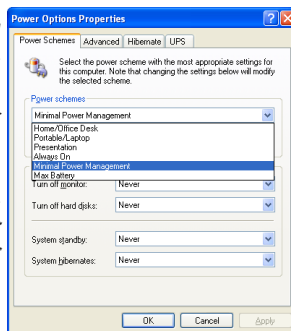 Power Options Properties
Power Schemes Advanced Hibernate UPS
Select the power scheme with the most appropriate settings for
this computer. Note that changing the settings below will modify
the selected scheme.
Power schemes
Minimal Power Management
Home/Office Desk
Portable/Laptop
Presentation
Always On
Minimal Power Management
Max Battery
Turn off monitor: Never
Turn off hard disks: Never
System standby: Never
System hibernates: Never
OK Cancel Apply